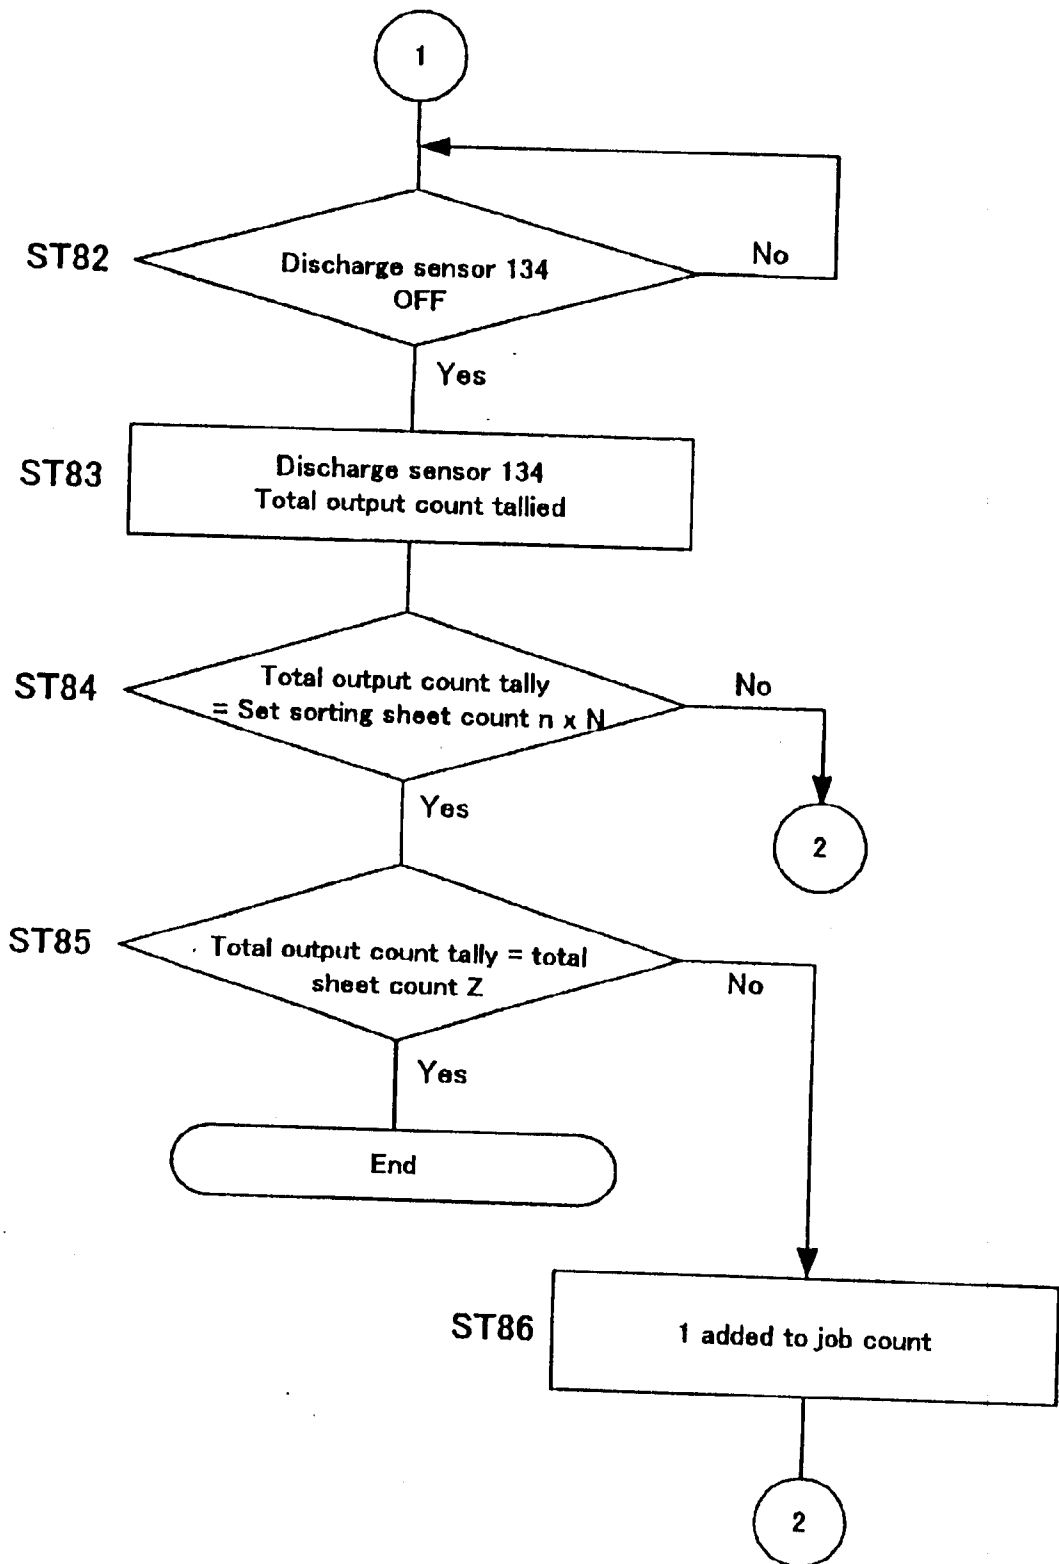 1
ST82
Discharge sensor 134
OFF
No
Yes
ST83
Discharge sensor 134
Total output count tallied
ST84
Total output count tally
= Set sorting sheet count n x N
No
Yes
2
ST85
Total output count tally = total
sheet count Z
No
Yes
End
ST86
1 added to job count
2